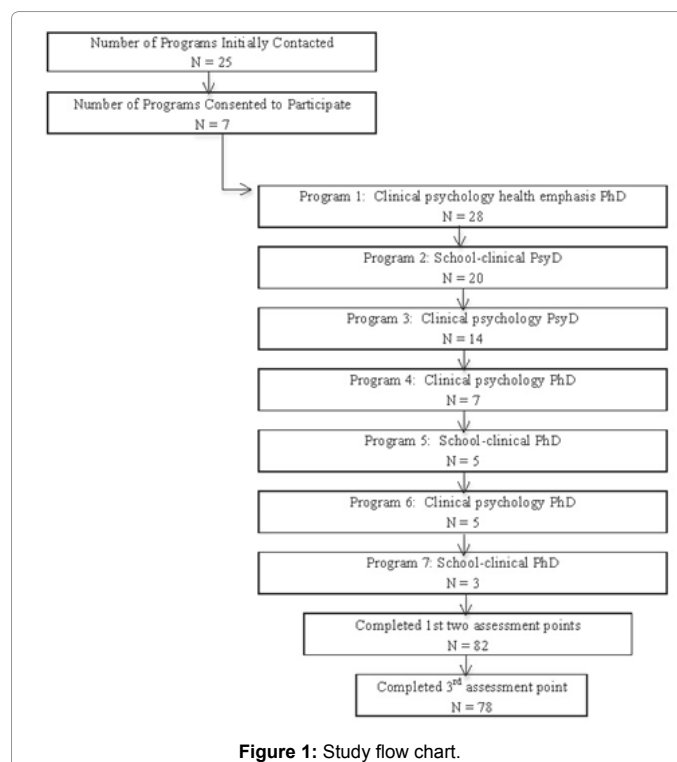 Number of Programs Initially Contacted
N = 25
Number of Programs Consented to Participate
N = 7
Program 1: Clinical psychology health emphasis PhD
N = 28
Program 2: School-clinical PsyD
N = 20
Program 3: Clinical psychology PsyD
N = 14
Program 4: Clinical psychology PhD
N = 7
Program 5: School-clinical PhD
N = 5
Program 6: Clinical psychology PhD
N = 5
Program 7: School-clinical PhD
N = 3
Completed 1st two assessment points
N = 82
Completed 3rd assessment point
N = 78
Figure 1: Study flow chart.